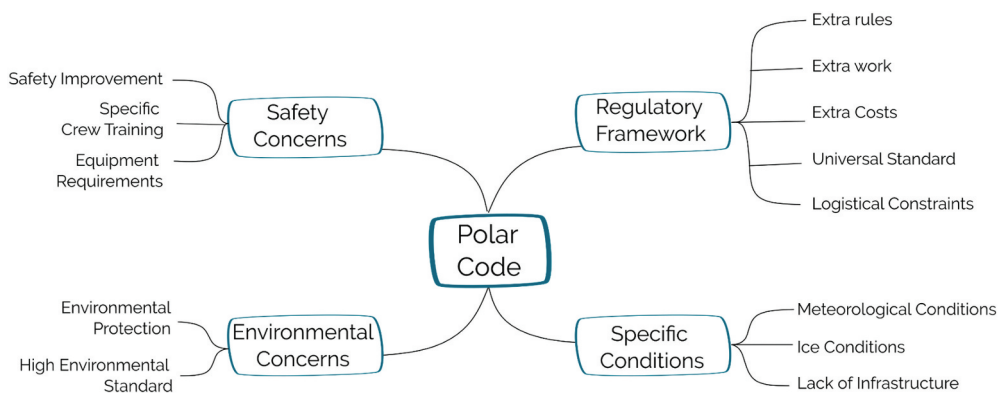 Safety Improvement
Specific
Crew Training
Equipment
Requirements
Safety
Concerns
Regulatory
Framework
Extra rules
Extra work
Extra Costs
Universal Standard
Logistical Constraints
Polar
Code
Environmental
Protection
High Environmental
Standard
Environmental
Concerns
Specific
Conditions
Meteorological Conditions
Ice Conditions
Lack of Infrastructure